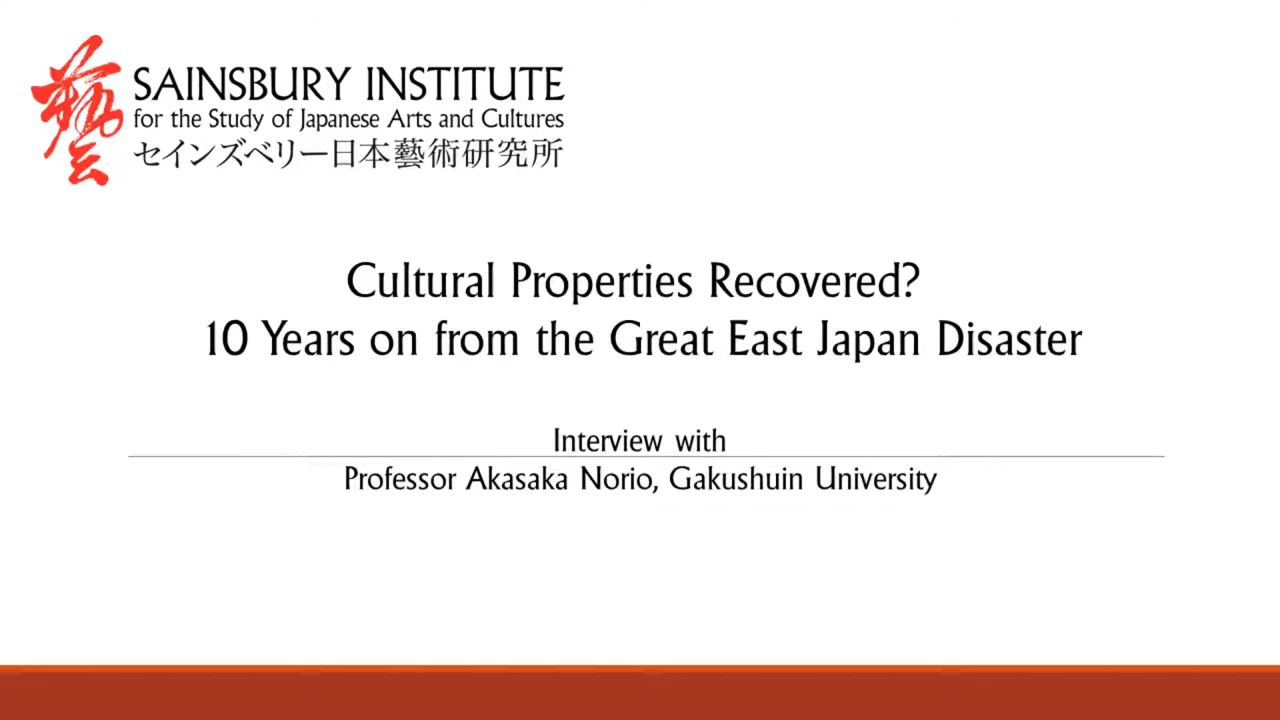 藝
SAINSBURY INSTITUTE
for the Study of Japanese Arts and Cultures
セインズベリー日本藝術研究所
Cultural Properties Recovered?
10 Years on from the Great East Japan Disaster
Interview with
Professor Akasaka Norio, Gakushuin University